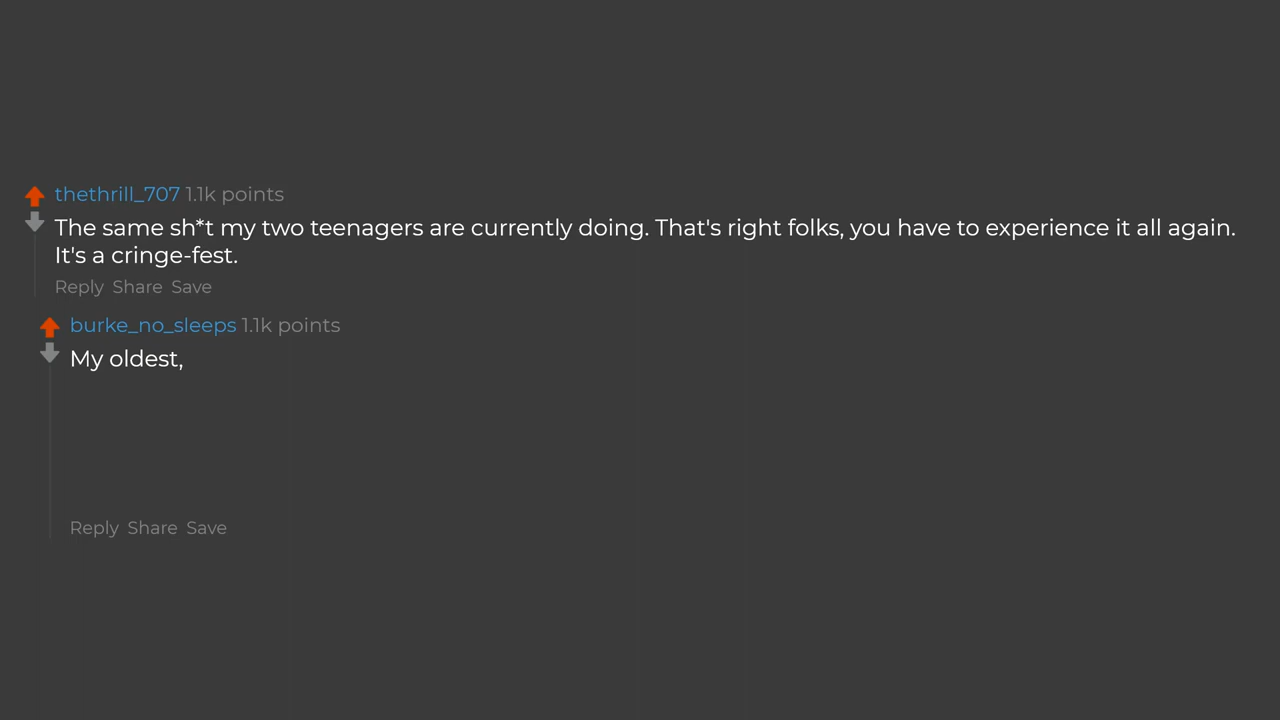 thethrill_707 1.1k points
The same sh*t my two teenagers are currently doing. That's right folks, you have to experience it all again.
It's a cringe-fest.
Reply Share Save
burke_no_sleeps 1.1k points
My oldest,
Reply Share Save